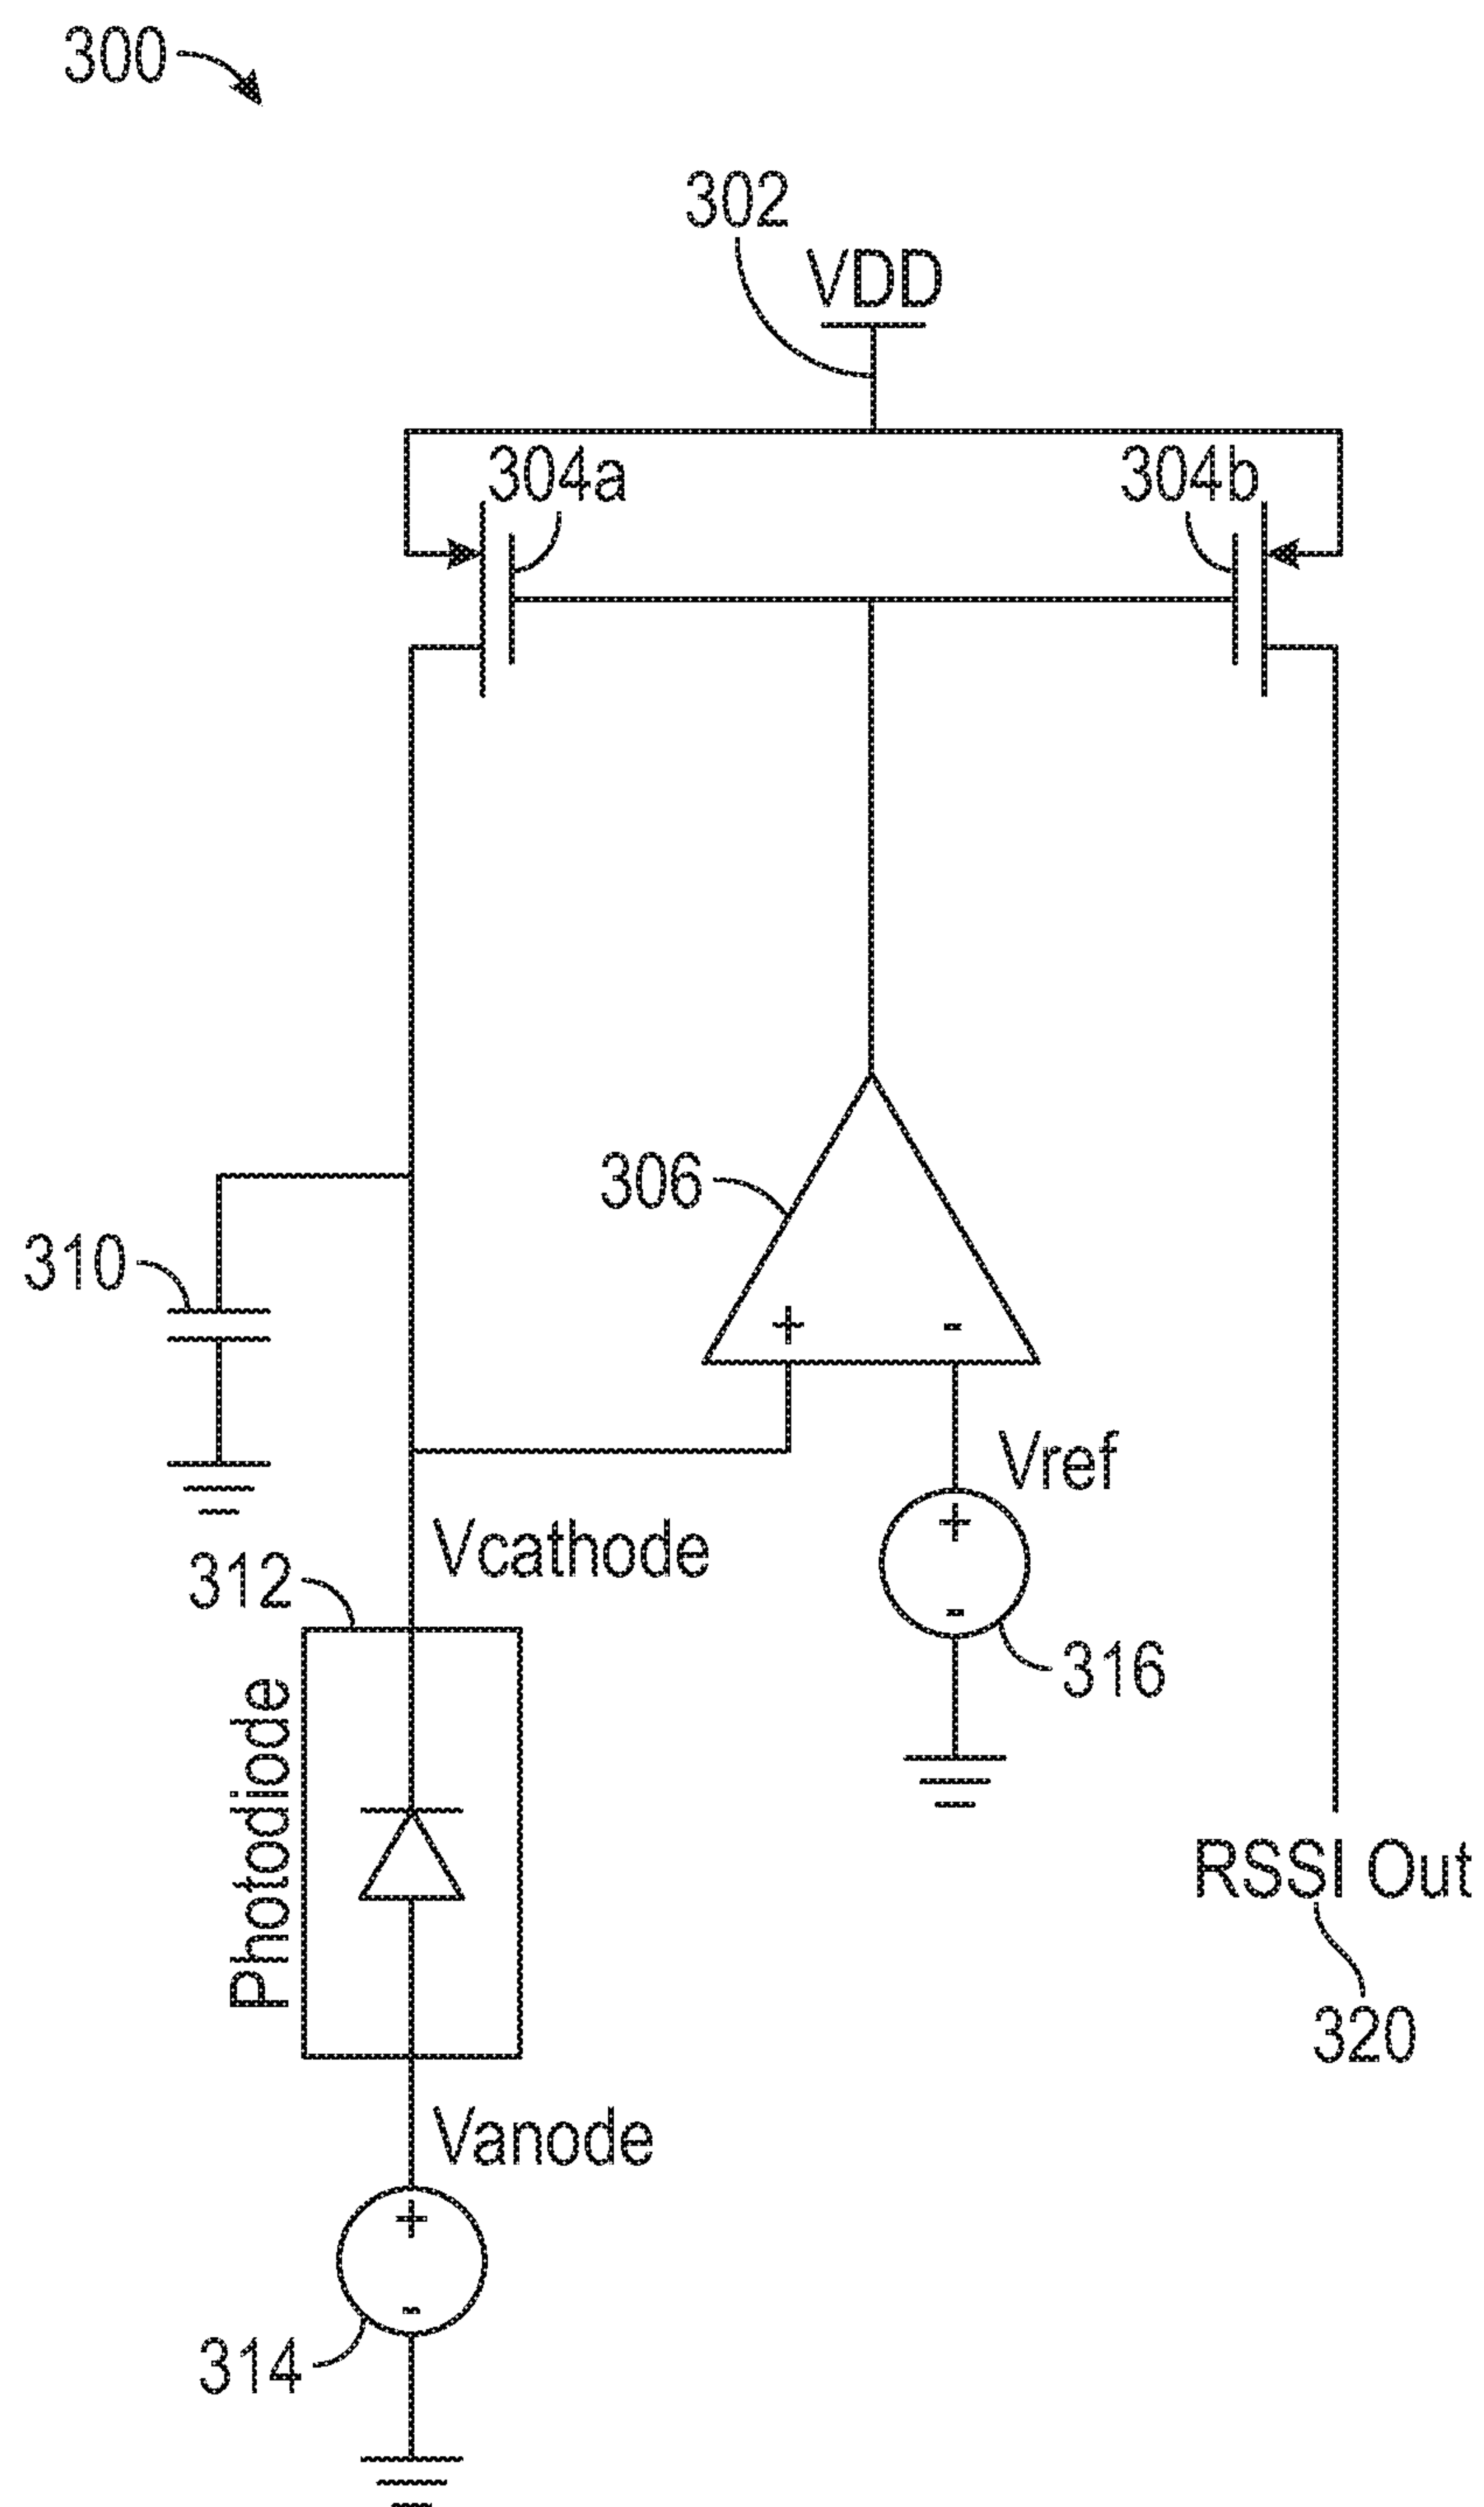 300
302
VDD
304a
304b
306
310
+ -
Vref
Vcathode
+
-
312
316
Photodiode
RSSI Out
320
Vanode
+
-
314